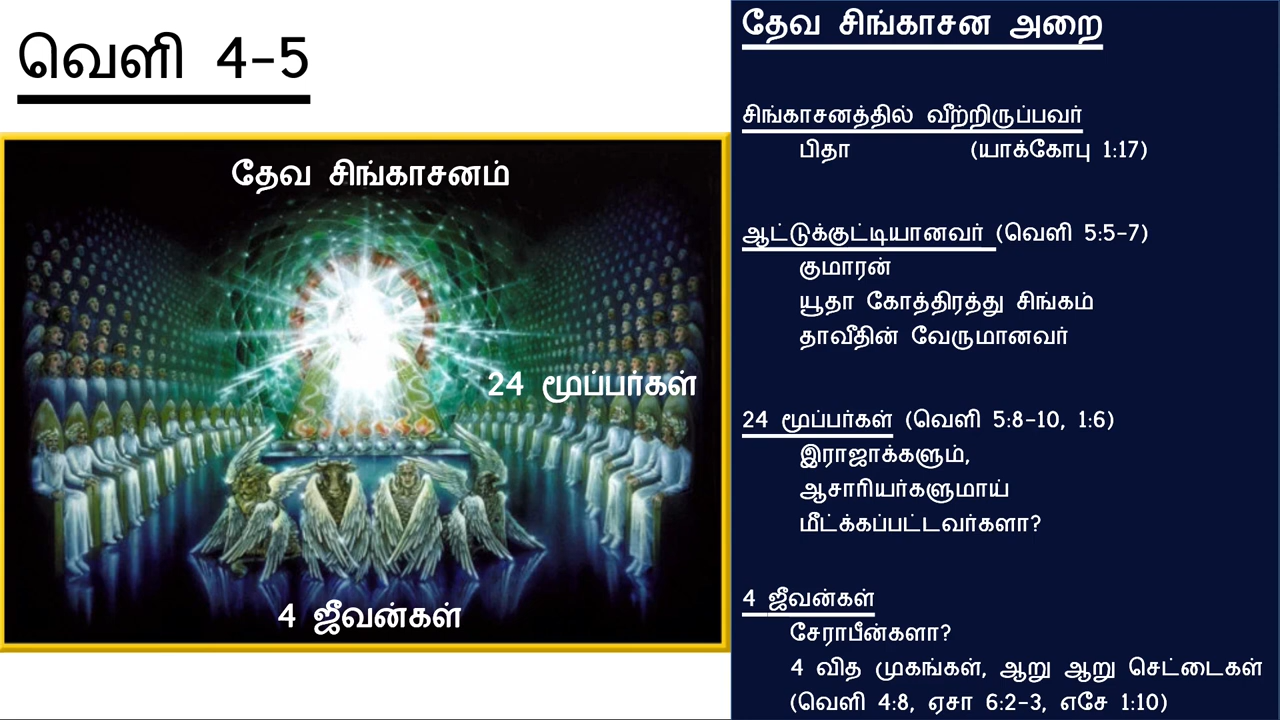 வெளி 4-5
தேவ சிங்காசனம்
24 மூப்பர்கள்
4 ஜீவன்கள்
தேவ சிங்காசன அறை
சிங்காசனத்தில் வீற்றிருப்பவர்
பிதா (யாக்கோபு 1:17)
ஆட்டுக்குட்டியானவர் (வெளி 5:5-7)
குமாரன்
யூதா கோத்திரத்து சிங்கம்
தாவீதின் வேருமானவர்
24 மூப்பர்கள் (வெளி 5:8-10, 1:6)
இராஜாக்களும்,
ஆசாரியர்களுமாய்
மீட்க்கப்பட்டவர்களா?
4 ஜீவன்கள்
சேராபீன்களா?
4 வித முகங்கள், ஆறு ஆறு செட்டைகள்
(வெளி 4:8, ஏசா 6:2-3, எசே 1:10)